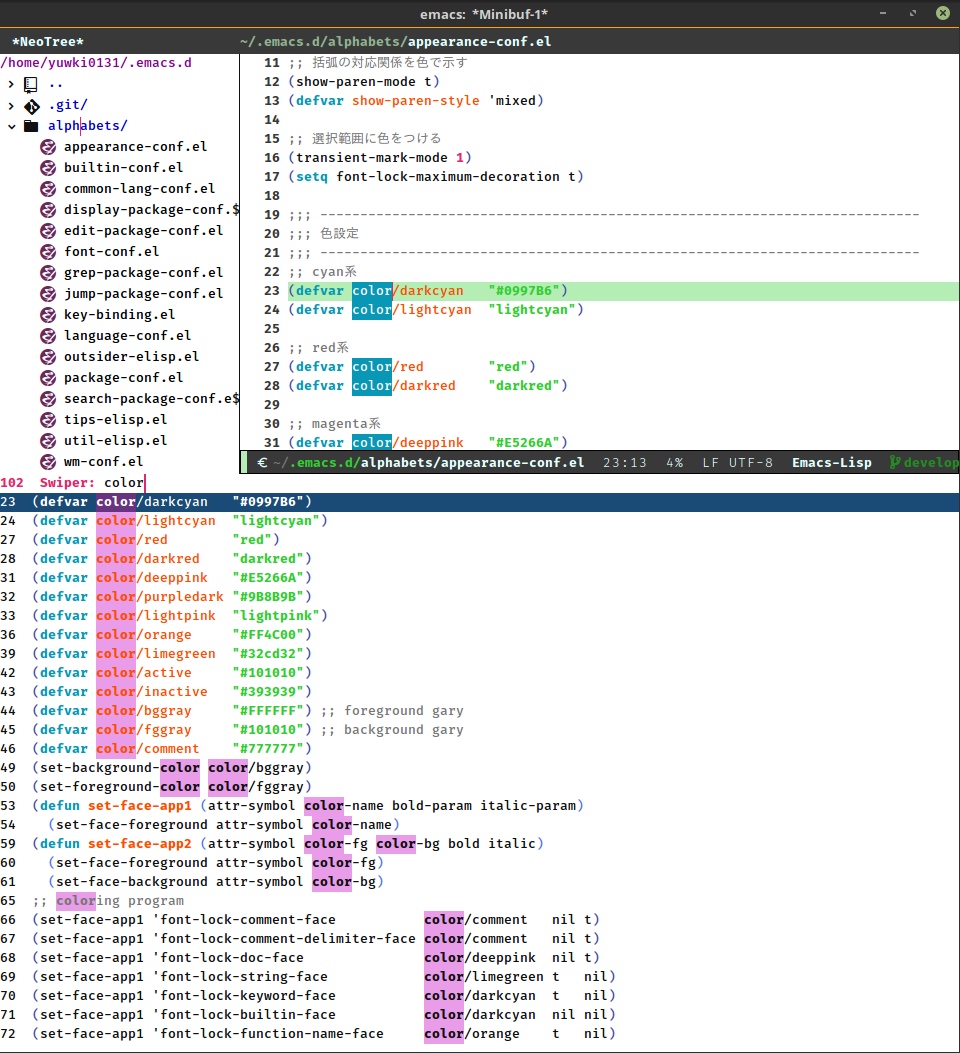 emacs: *Minibuf-1*
*NeoTree*
/home/yuwki0131/.emacs.d
..
.git/
alphabets/
appearance-conf.el
builtin-conf.el
common-lang-conf.el
display-package-conf.$
edit-package-conf.el
font-conf.el
grep-package-conf.el
jump-package-conf.el
key-binding.el
language-conf.el
outsider-elisp.el
package-conf.el
search-package-conf.e$
tips-elisp.el
util-elisp.el
wm-conf.el
~/.emacs.d/alphabets/appearance-conf.el
11 ;; 括弧の対応関係を色で示す
12 (show-paren-mode t)
13 (defvar show-paren-style 'mixed)
14
15 ;; 選択範囲に色をつける
16 (transient-mark-mode 1)
17 (setq font-lock-maximum-decoration t)
18
19 ;;; ---------------------------------------------------------------------------
20 ;;; 色設定
21 ;;; ---------------------------------------------------------------------------
22 ;; cyan系
23 (defvar color/darkcyan   "#0997B6")
24 (defvar color/lightcyan  "lightcyan")
25
26 ;; red系
27 (defvar color/red        "red")
28 (defvar color/darkred    "darkred")
29
30 ;; magenta系
31 (defvar color/deeppink   "#E5266A")
€ ~/.emacs.d/alphabets/appearance-conf.el  23:13  4%  LF UTF-8  Emacs-Lisp  develop
102  Swiper: color
23  (defvar color/darkcyan   "#0997B6")
24  (defvar color/lightcyan  "lightcyan")
27  (defvar color/red        "red")
28  (defvar color/darkred    "darkred")
31  (defvar color/deeppink   "#E5266A")
32  (defvar color/purpledark "#9B8B9B")
33  (defvar color/lightpink  "lightpink")
36  (defvar color/orange     "#FF4C00")
39  (defvar color/limegreen  "#32cd32")
42  (defvar color/active     "#101010")
43  (defvar color/inactive   "#393939")
44  (defvar color/bggray     "#FFFFFF") ;; foreground gary
45  (defvar color/fggray     "#101010") ;; background gary
46  (defvar color/comment    "#777777")
49  (set-background-color color/bggray)
50  (set-foreground-color color/fggray)
53  (defun set-face-app1 (attr-symbol color-name bold-param italic-param)
54    (set-face-foreground attr-symbol color-name)
59  (defun set-face-app2 (attr-symbol color-fg color-bg bold italic)
60    (set-face-foreground attr-symbol color-fg)
61    (set-face-background attr-symbol color-bg)
65  ;; coloring program
66  (set-face-app1 'font-lock-comment-face           color/comment   nil t)
67  (set-face-app1 'font-lock-comment-delimiter-face color/comment   nil t)
68  (set-face-app1 'font-lock-doc-face               color/deeppink  nil t)
69  (set-face-app1 'font-lock-string-face            color/limegreen t   nil)
70  (set-face-app1 'font-lock-keyword-face           color/darkcyan  t   nil)
71  (set-face-app1 'font-lock-builtin-face           color/darkcyan  nil nil)
72  (set-face-app1 'font-lock-function-name-face     color/orange    t   nil)